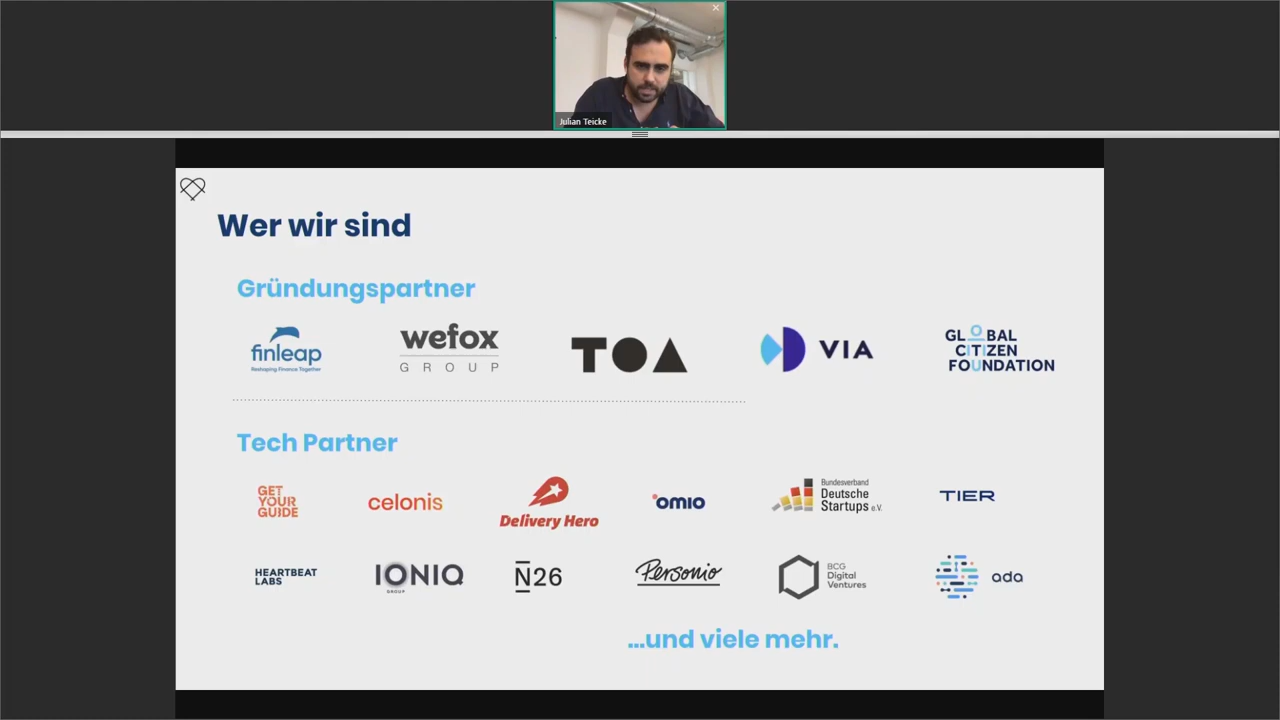 Julian Teicke
Wer wir sind
Gründungspartner
finleap
Reshaping Finance Together
wefox
GROUP
TOA
VIA
GLOBAL
CITIZEN
FOUNDATION
Tech Partner
GET
YOUR
GUIDE
celonis
Delivery Hero
omio
Bundesverband
Deutsche
Startups e.V.
TIER
HEARTBEAT
LABS
IONIQ
GROUP
N26
Personio
BCG
Digital
Ventures
ada
...und viele mehr.